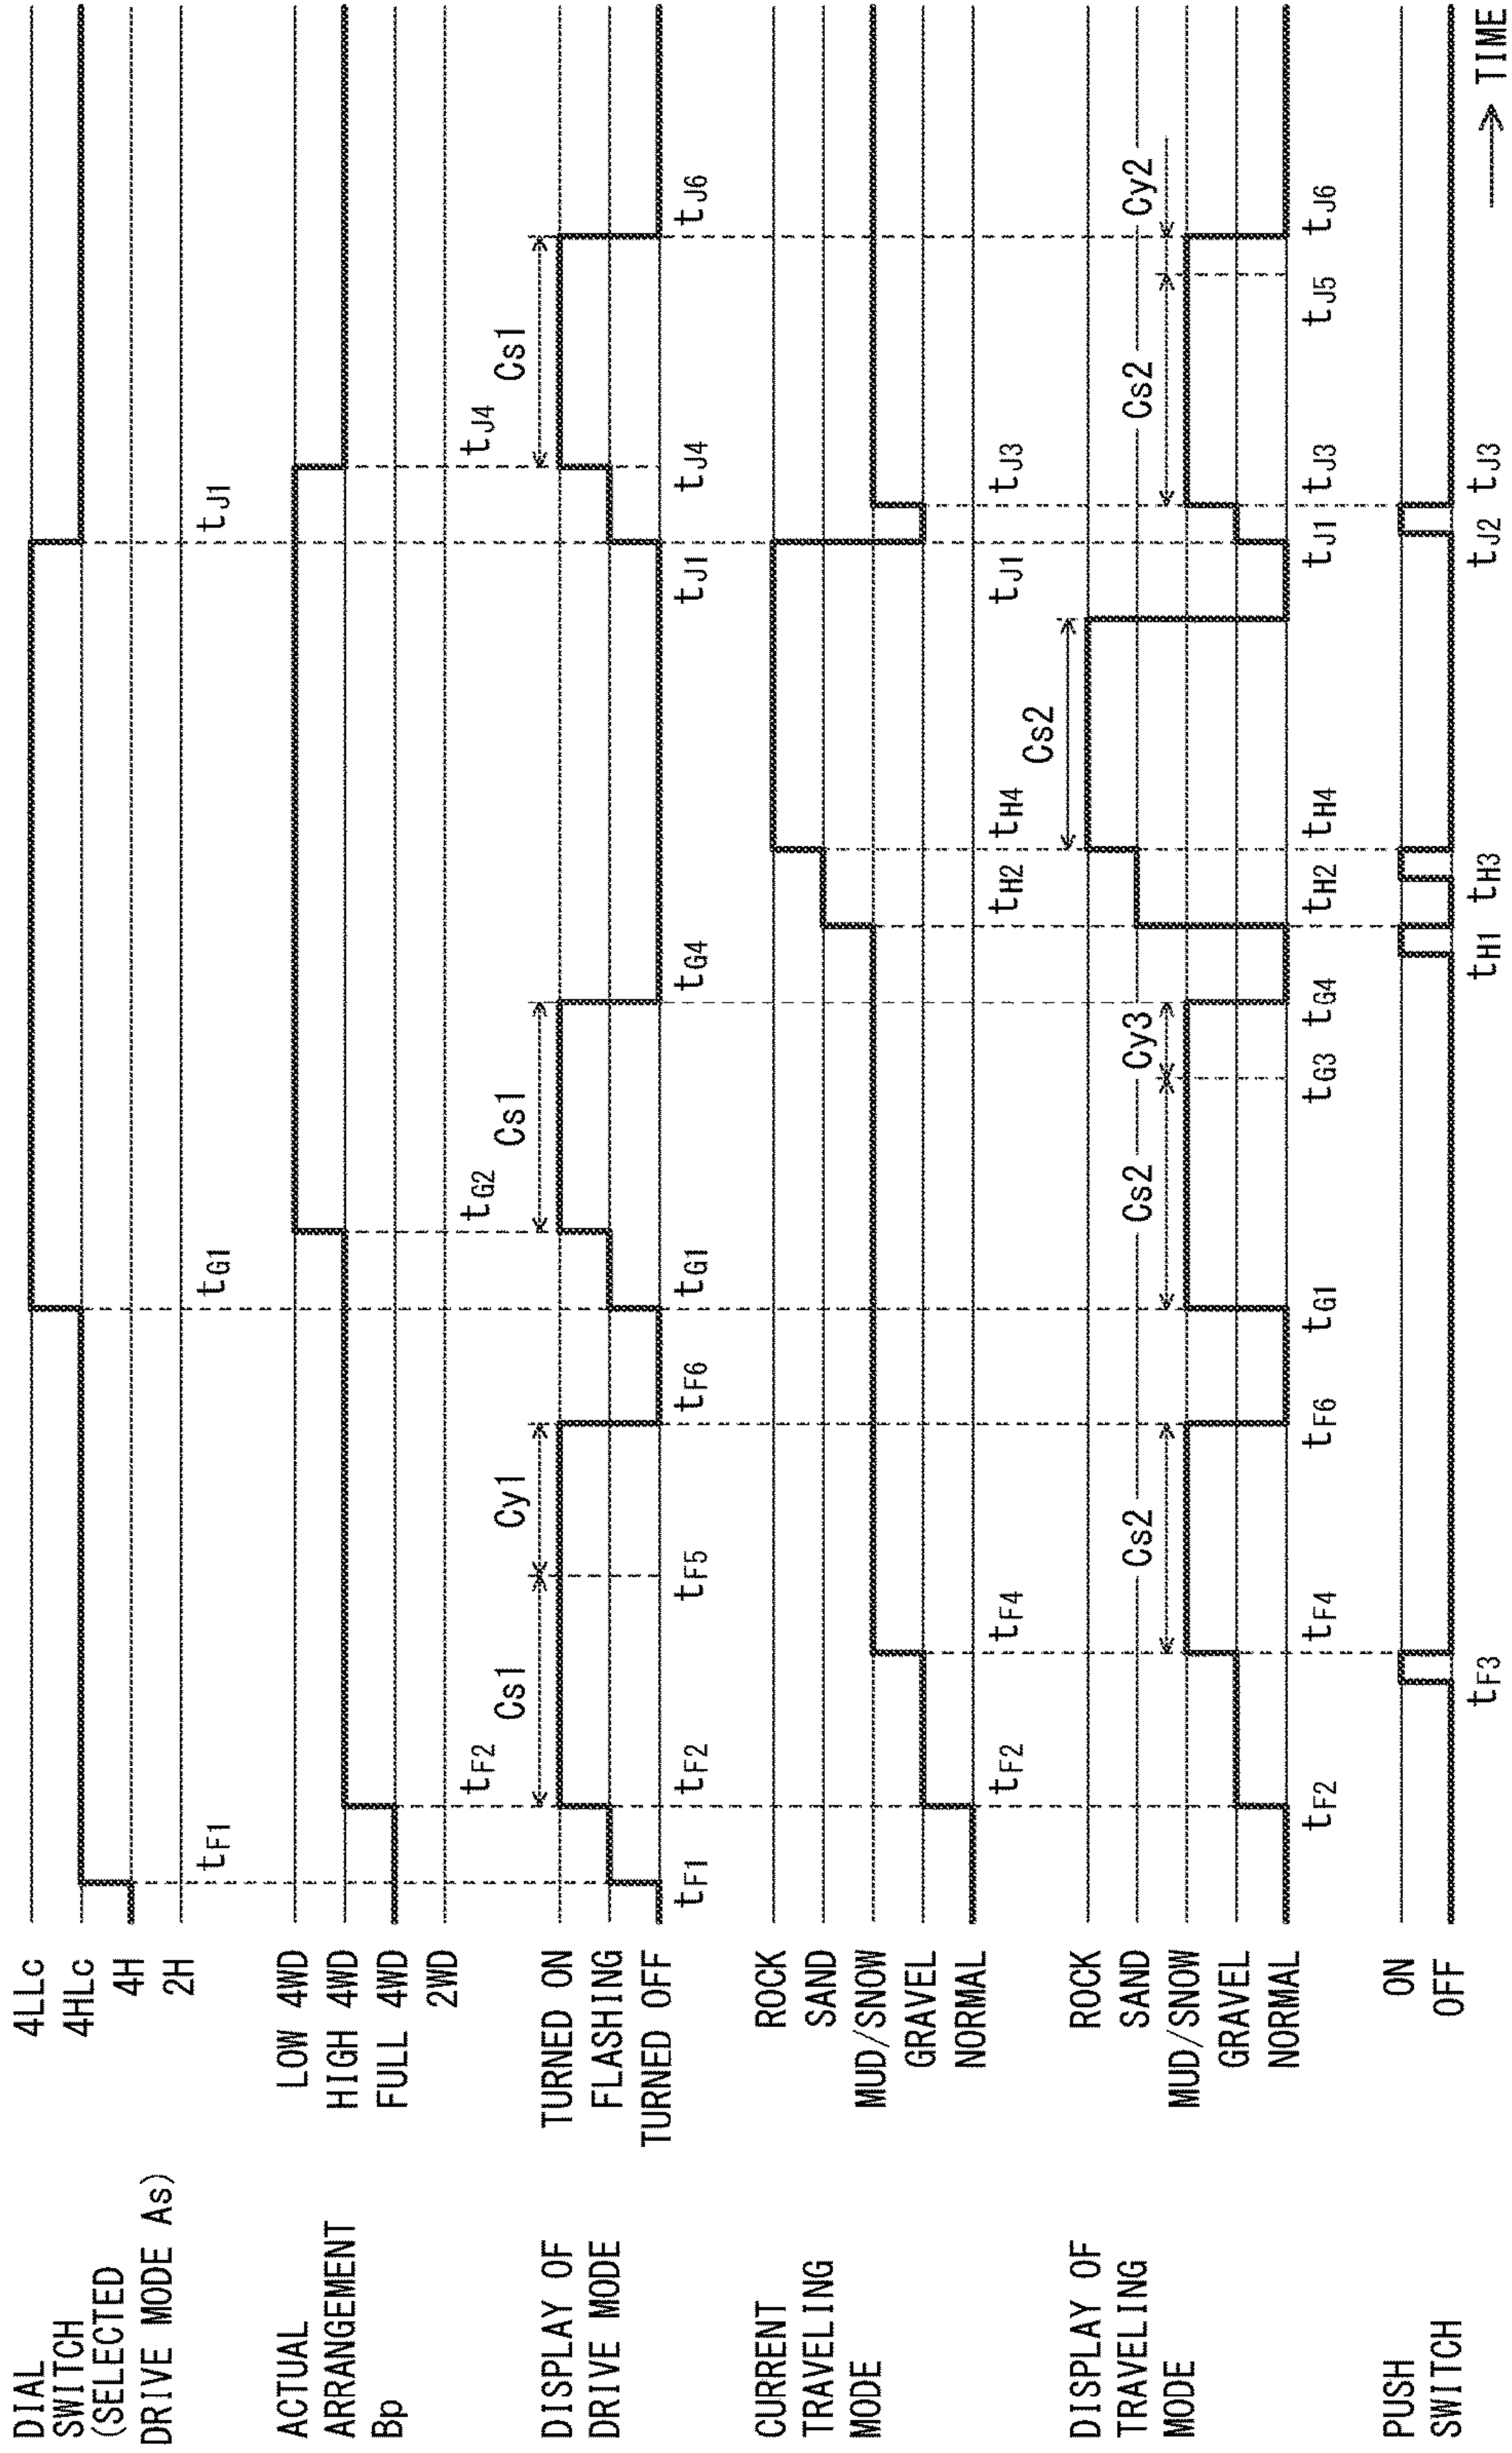 DIAL
SWITCH
(SELECTED
DRIVE MODE As)
4LLc
4HLc
4H
2H
tF1
tG1
tJ1
ACTUAL
ARRANGEMENT
Bp
LOW 4WD
HIGH 4WD
FULL 4WD
2WD
tF2
tG2
tJ4
DISPLAY OF
DRIVE MODE
TURNED ON
FLASHING
TURNED OFF
Cs1
Cy1
Cs1
Cs1
tF1
tF2
tF5
tF6
tG1
tG4
tJ1
tJ4
tJ6
CURRENT
TRAVELING
MODE
ROCK
SAND
MUD/SNOW
GRAVEL
NORMAL
tF2
tF4
tH2
tH4
tJ1
tJ3
DISPLAY OF
TRAVELING
MODE
ROCK
SAND
MUD/SNOW
GRAVEL
NORMAL
Cs2
Cs2
Cs2
Cy3
Cs2
Cy2
tF2
tF4
tF6
tG1
tG3
tG4
tH2
tH4
tJ1
tJ3
tJ5
tJ6
PUSH
SWITCH
ON
OFF
tF3
tH1
tH3
tJ2
tJ3
TIME